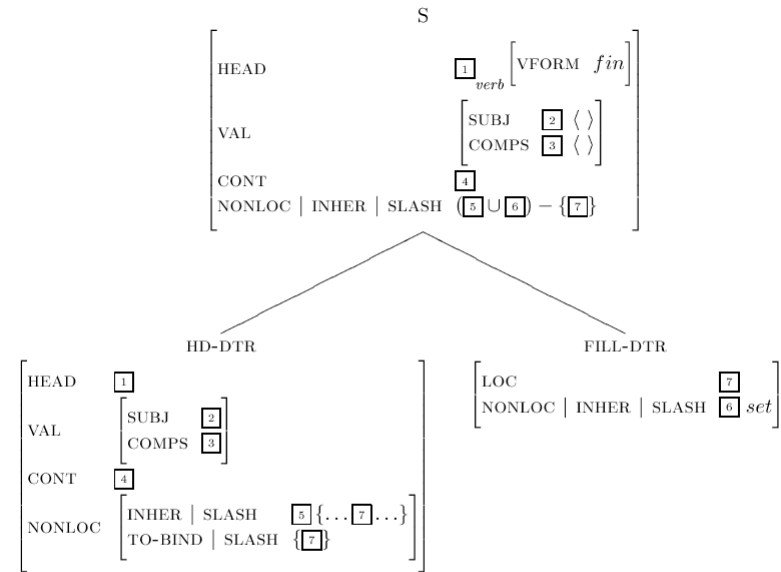 S
HEAD 1 verb [VFORM fin]
VAL [SUBJ 2 ⟨ ⟩
COMPS 3 ⟨ ⟩]
CONT 4
NONLOC | INHER | SLASH (5 ∪ 6) − {7}
HD-DTR
HEAD 1
VAL [SUBJ 2
COMPS 3]
CONT 4
NONLOC [INHER | SLASH 5 {...7...}
TO-BIND | SLASH {7}]
FILL-DTR
LOC 7
NONLOC | INHER | SLASH 6 set